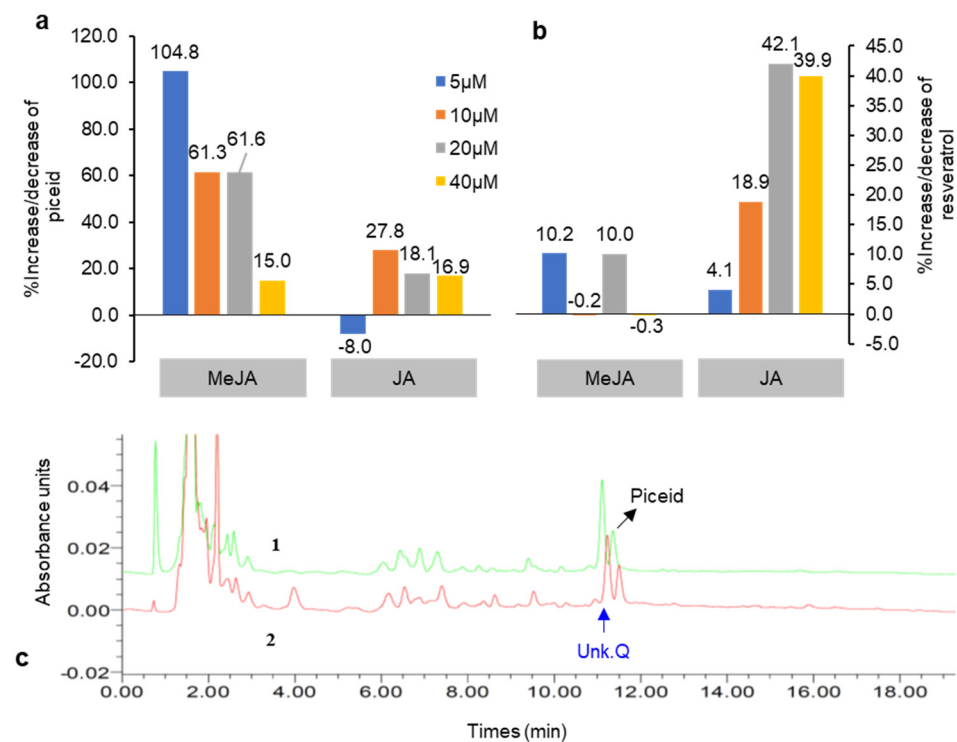 a
120.0
100.0
80.0
60.0
40.0
20.0
0.0
-20.0
%Increase/decrease of
piceid
104.8
61.3
61.6
15.0
-8.0
27.8
18.1
16.9
MeJA
JA
5µM
10µM
20µM
40µM
b
10.2
-0.2
10.0
-0.3
4.1
18.9
42.1
39.9
MeJA
JA
45.0
40.0
35.0
30.0
25.0
20.0
15.0
10.0
5.0
0.0
-5.0
%Increase/decrease of
resveratrol
c
Absorbance units
0.04
0.02
0.00
-0.02
1
2
Piceid
Unk.Q
0.00 2.00 4.00 6.00 8.00 10.00 12.00 14.00 16.00 18.00
Times (min)